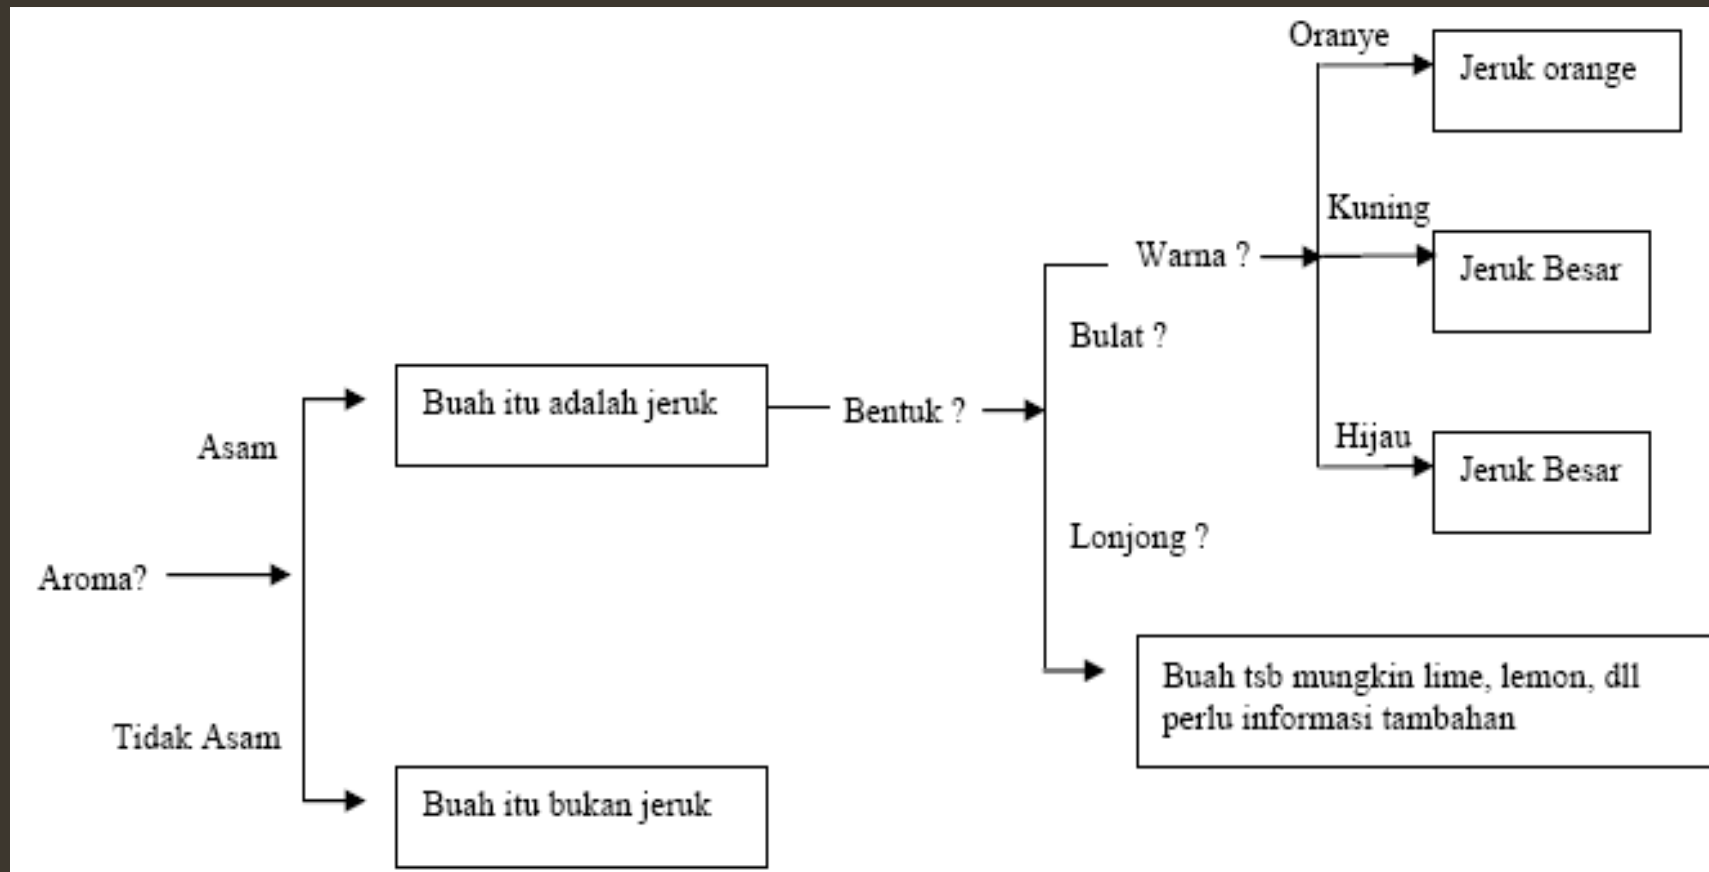 Oranye
Jeruk orange
Kuning
Warna ?
Jeruk Besar
Bulat ?
Buah itu adalah jeruk
Bentuk ?
Asam
Hijau
Jeruk Besar
Lonjong ?
Aroma?
Buah tsb mungkin lime, lemon, dll
perlu informasi tambahan
Tidak Asam
Buah itu bukan jeruk